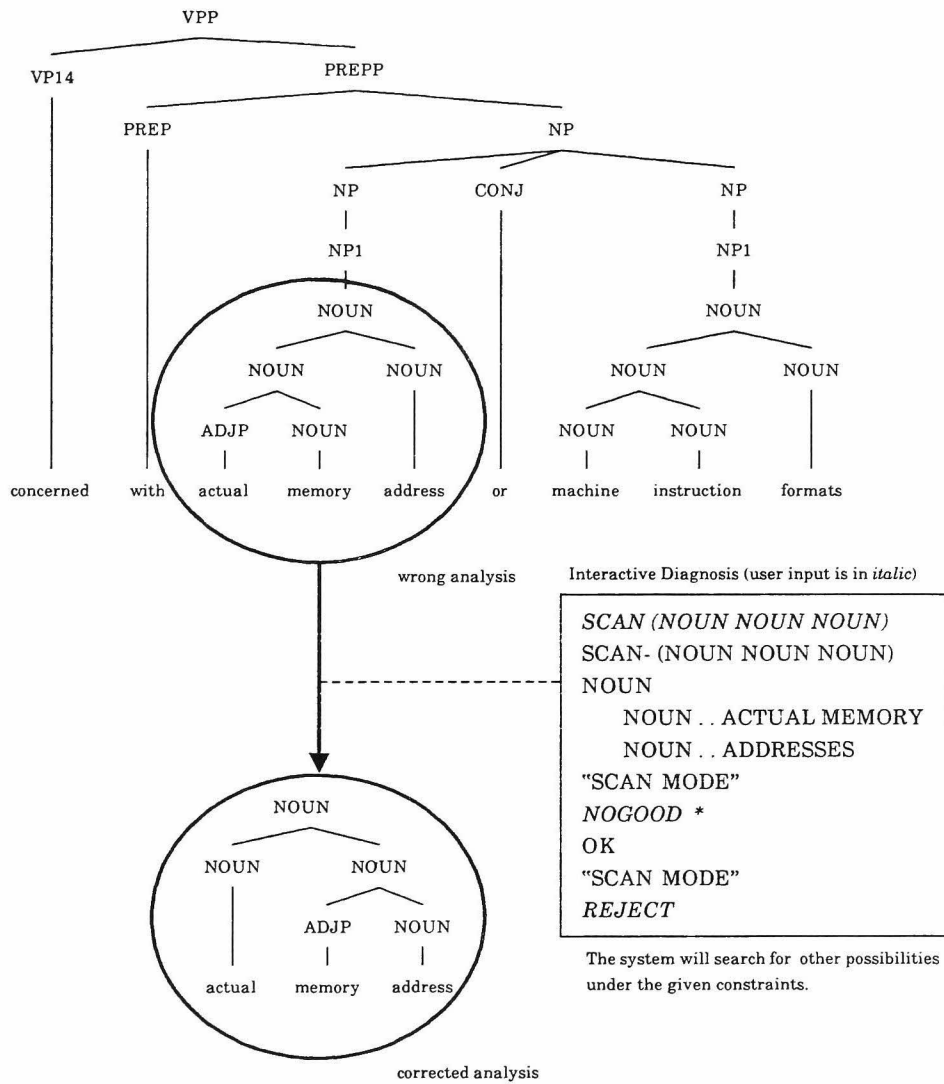 VPP
VP14 PREPP
PREP NP
NP CONJ NP
NP1 NP1
NOUN NOUN
NOUN NOUN NOUN NOUN
ADJP NOUN NOUN NOUN
concerned with actual memory address or machine instruction formats
wrong analysis
Interactive Diagnosis (user input is in italic)
SCAN (NOUN NOUN NOUN)
SCAN- (NOUN NOUN NOUN)
NOUN
NOUN . . ACTUAL MEMORY
NOUN . . ADDRESSES
"SCAN MODE"
NOGOOD *
OK
"SCAN MODE"
REJECT
The system will search for other possibilities
under the given constraints.
NOUN
NOUN NOUN
ADJP NOUN
actual memory address
corrected analysis